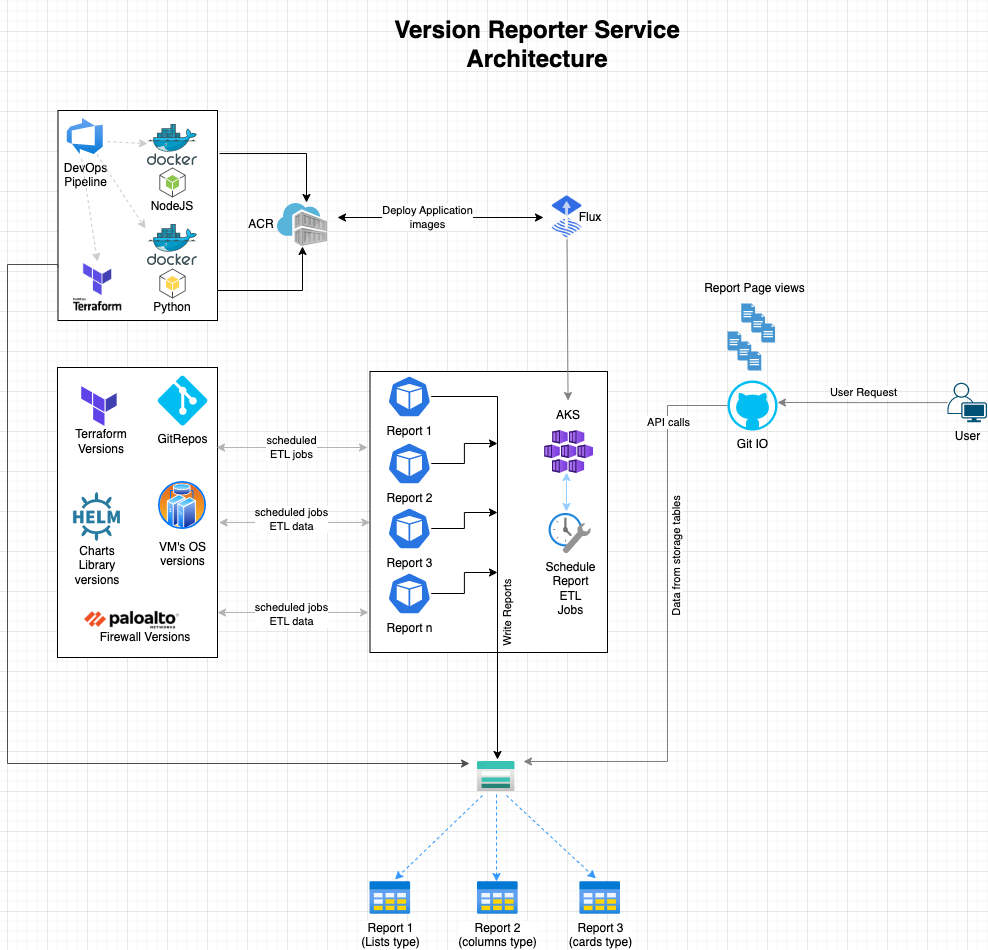 Version Reporter Service
Architecture
DevOps
Pipeline
docker
NodeJS
docker
Terraform
Python
ACR
Deploy Application
images
Flux
Report Page views
Git IO
User Request
User
API calls
Data from storage tables
Terraform
Versions
GitRepos
HELM
Charts
Library
versions
VM's OS
versions
paloalto
NETWORKS
Firewall Versions
scheduled
ETL jobs
scheduled jobs
ETL data
scheduled jobs
ETL data
Report 1
Report 2
Report 3
Report n
Write Reports
AKS
Schedule
Report
ETL
Jobs
Report 1
(Lists type)
Report 2
(columns type)
Report 3
(cards type)